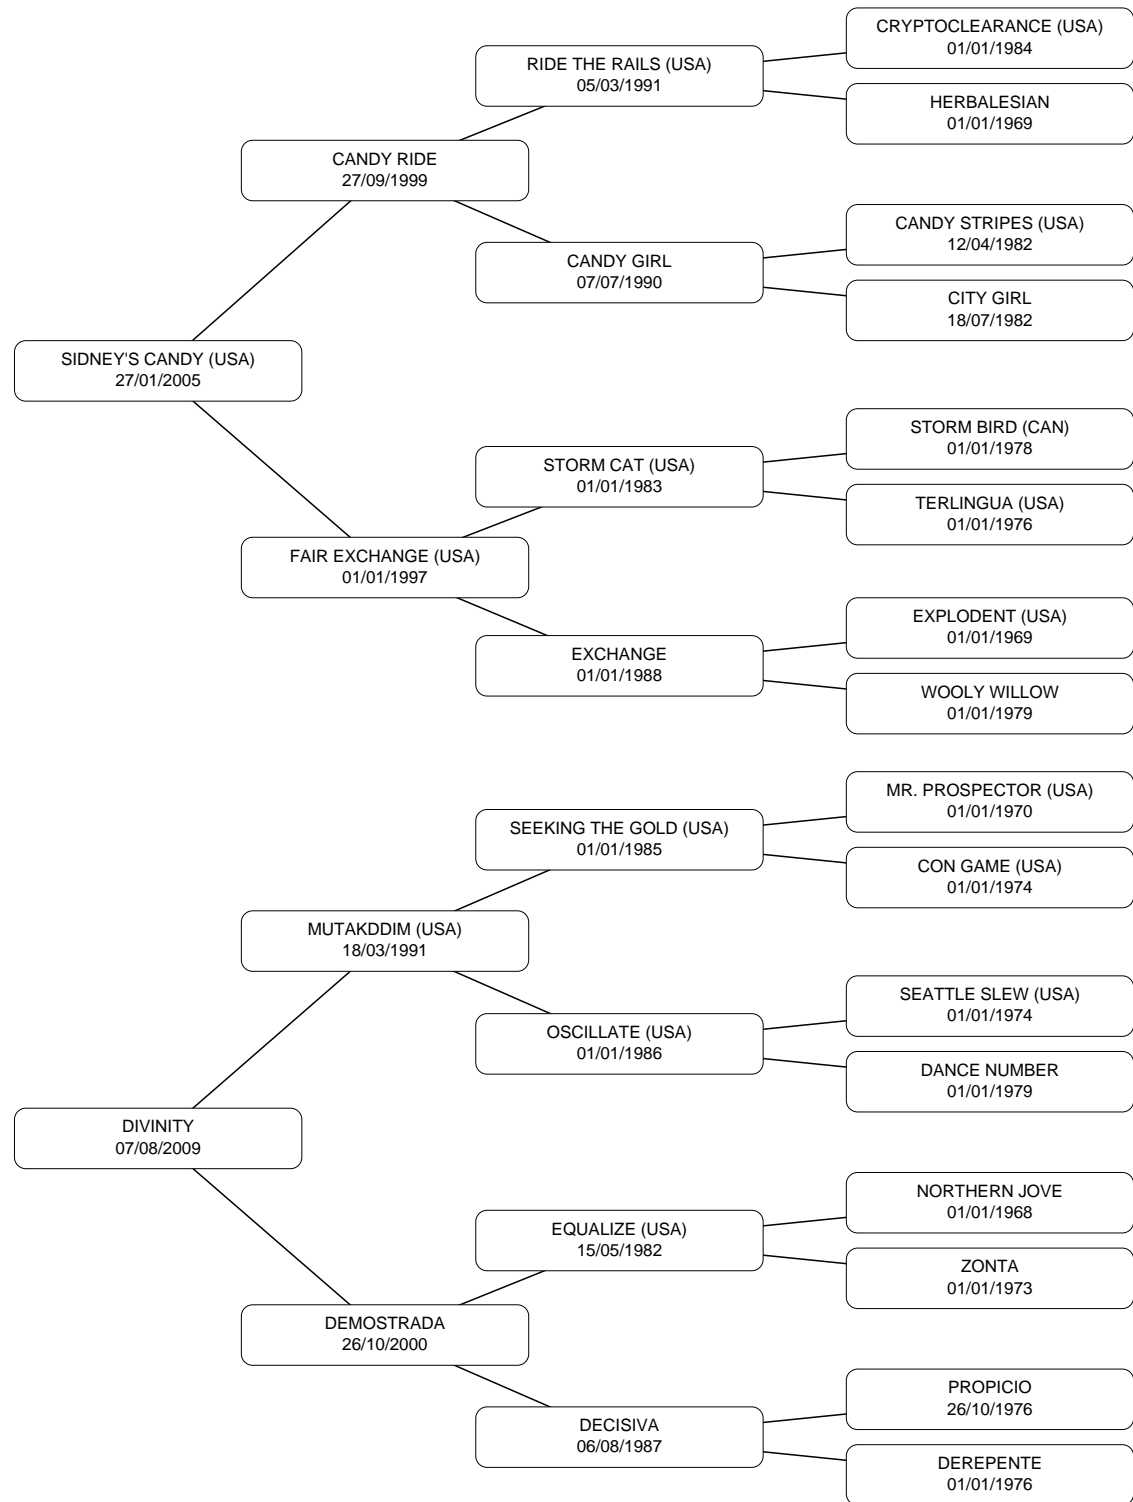 CRYPTOCLEARANCE (USA)
01/01/1984
RIDE THE RAILS (USA)
05/03/1991
HERBALESIAN
01/01/1969
CANDY RIDE
27/09/1999
CANDY STRIPES (USA)
12/04/1982
CANDY GIRL
07/07/1990
CITY GIRL
18/07/1982
SIDNEY'S CANDY (USA)
27/01/2005
STORM BIRD (CAN)
01/01/1978
STORM CAT (USA)
01/01/1983
TERLINGUA (USA)
01/01/1976
FAIR EXCHANGE (USA)
01/01/1997
EXPLODENT (USA)
01/01/1969
EXCHANGE
01/01/1988
WOOLY WILLOW
01/01/1979
MR. PROSPECTOR (USA)
01/01/1970
SEEKING THE GOLD (USA)
01/01/1985
CON GAME (USA)
01/01/1974
MUTAKDDIM (USA)
18/03/1991
SEATTLE SLEW (USA)
01/01/1974
OSCILLATE (USA)
01/01/1986
DANCE NUMBER
01/01/1979
DIVINITY
07/08/2009
NORTHERN JOVE
01/01/1968
EQUALIZE (USA)
15/05/1982
ZONTA
01/01/1973
DEMOSTRADA
26/10/2000
PROPICIO
26/10/1976
DECISIVA
06/08/1987
DEREPENTE
01/01/1976